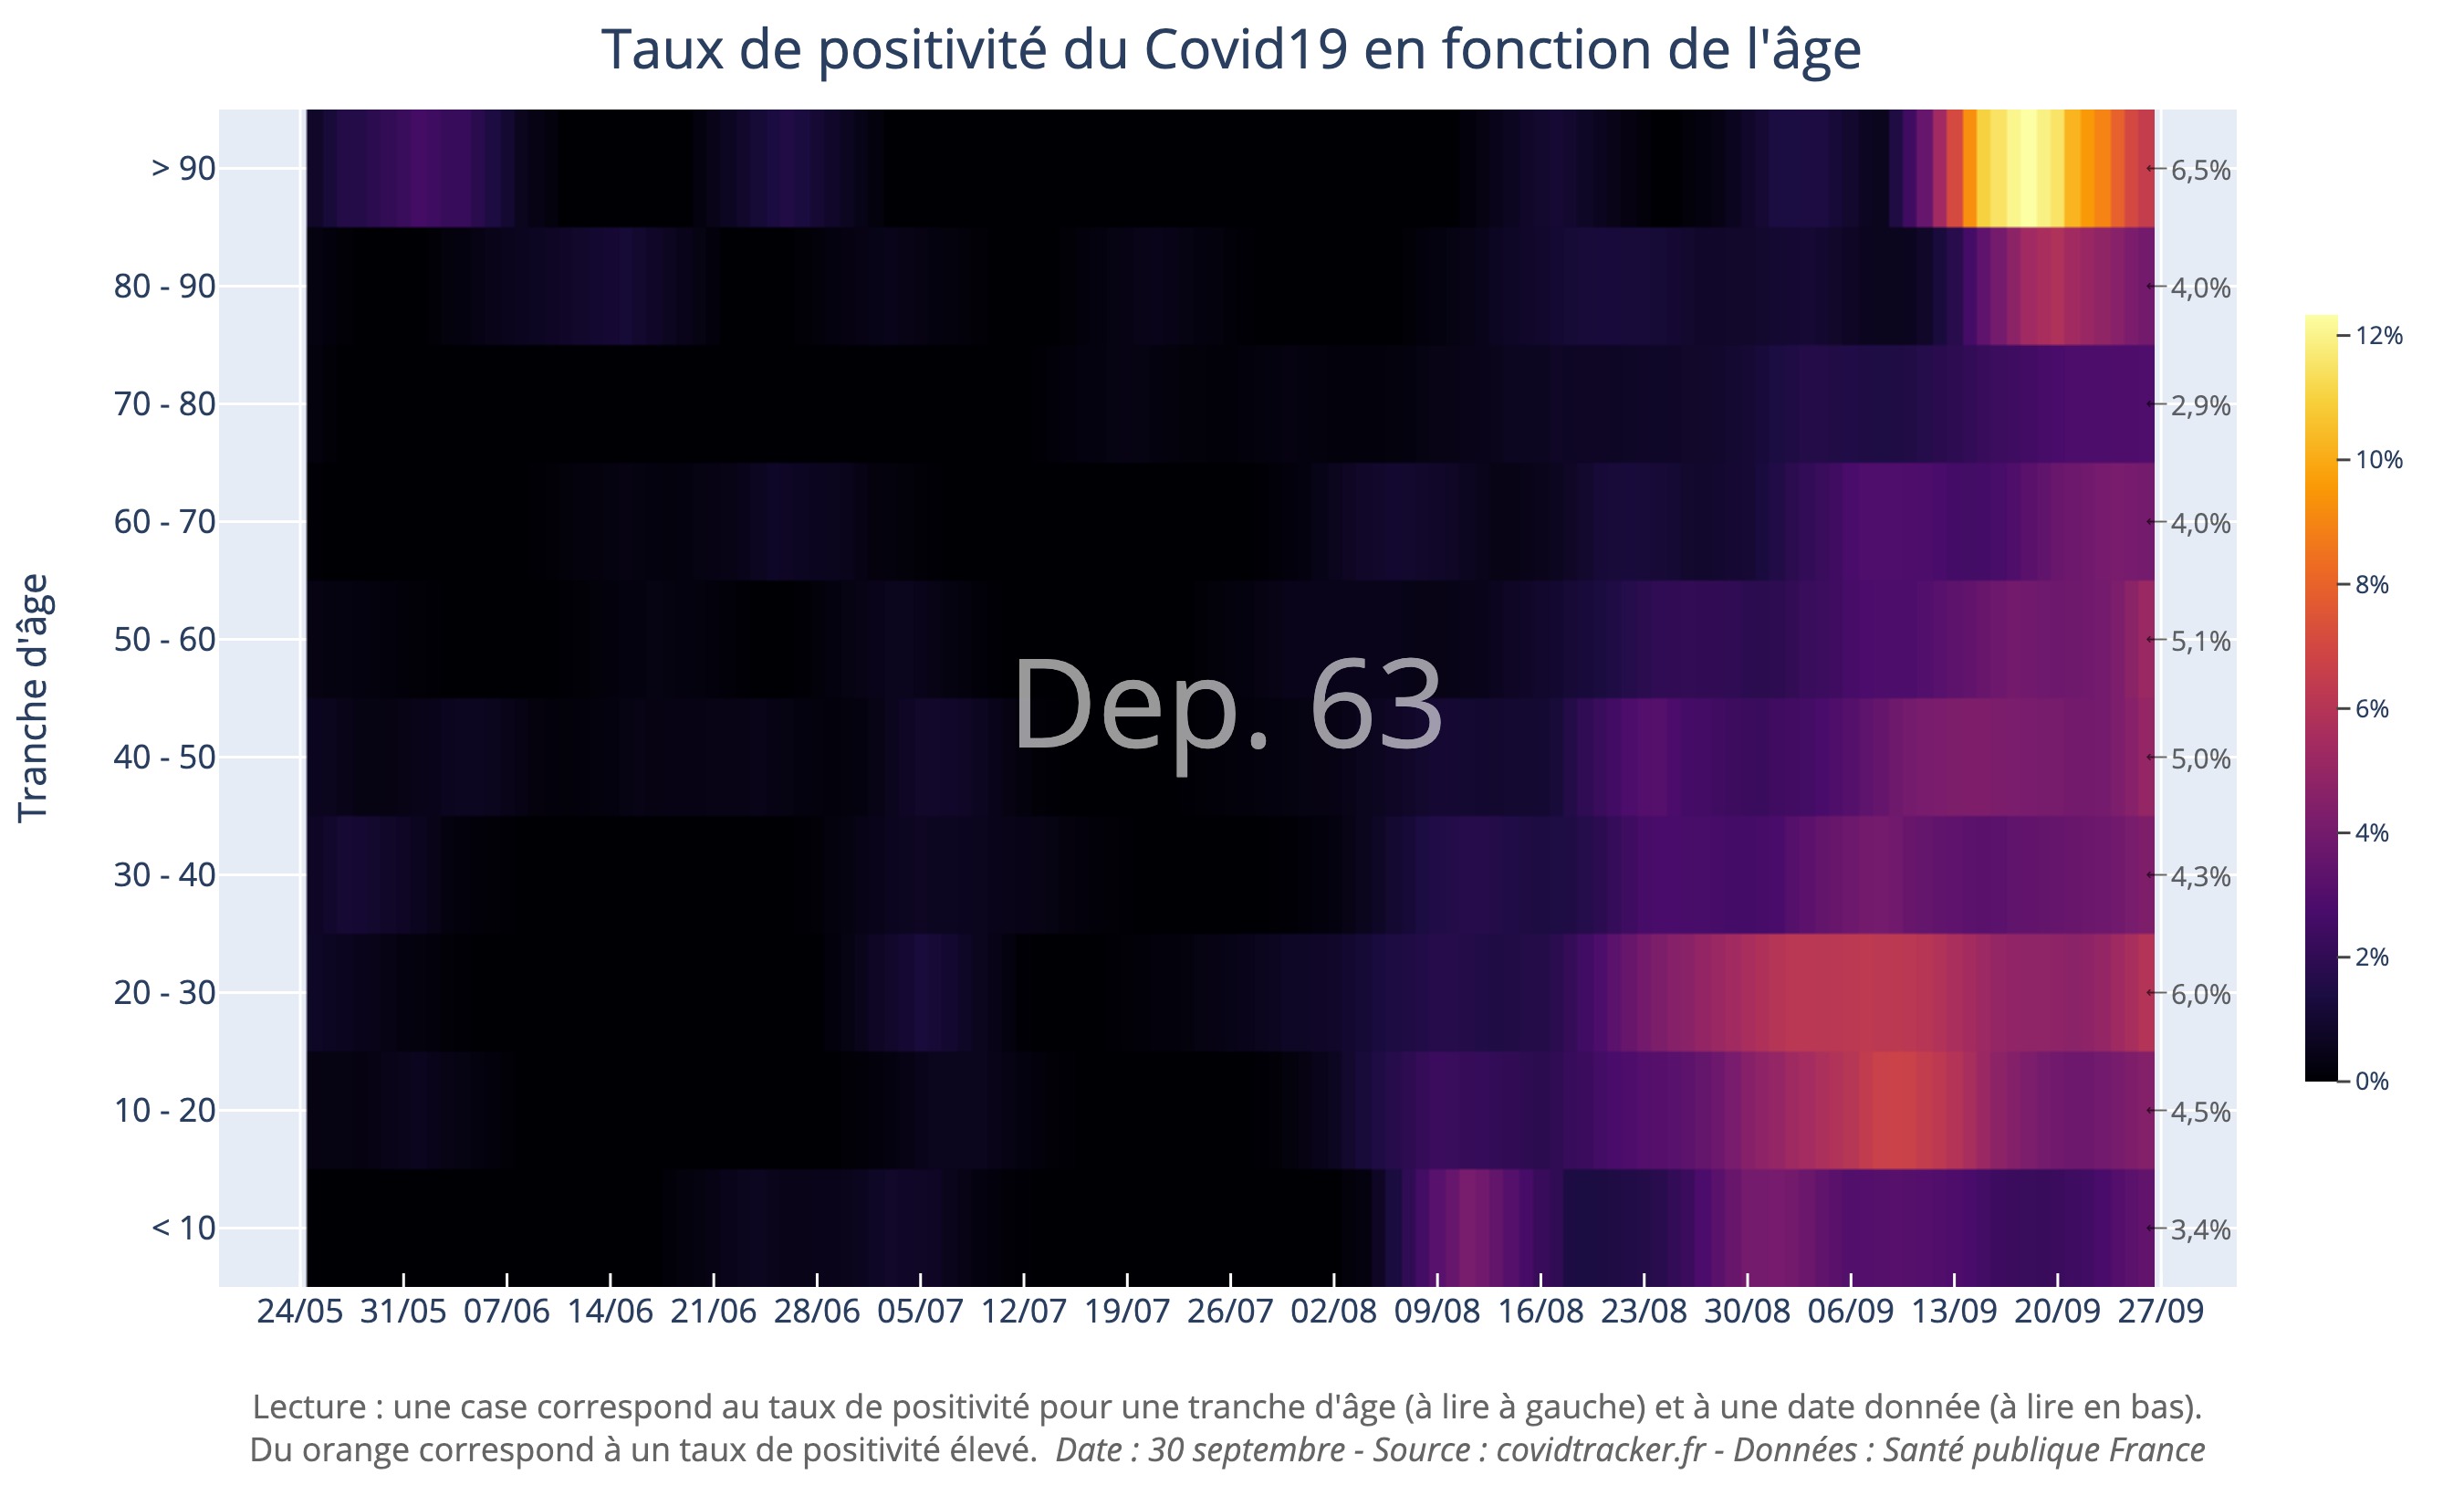 Taux de positivité du Covid19 en fonction de l'âge
Tranche d'âge
> 90
80 - 90
70 - 80
60 - 70
50 - 60
40 - 50
30 - 40
20 - 30
10 - 20
< 10
Dep. 63
6,5%
4,0%
2,9%
4,0%
5,1%
5,0%
4,3%
6,0%
4,5%
3,4%
12%
10%
8%
6%
4%
2%
0%
24/05 31/05 07/06 14/06 21/06 28/06 05/07 12/07 19/07 26/07 02/08 09/08 16/08 23/08 30/08 06/09 13/09 20/09 27/09
Lecture : une case correspond au taux de positivité pour une tranche d'âge (à lire à gauche) et à une date donnée (à lire en bas).
Du orange correspond à un taux de positivité élevé. Date : 30 septembre - Source : covidtracker.fr - Données : Santé publique France